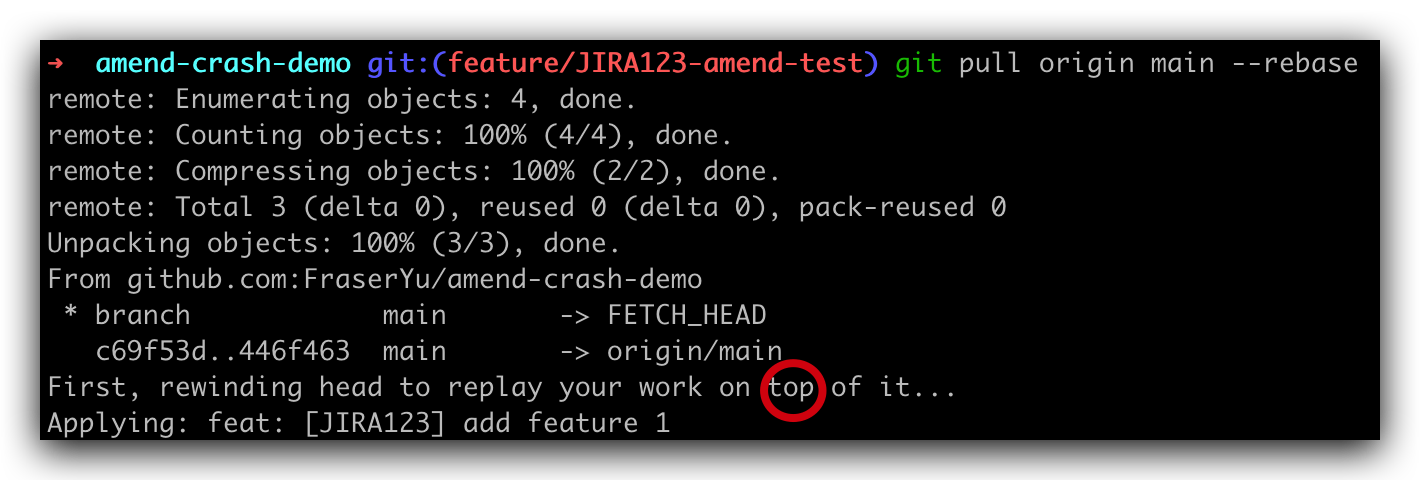 ➜  amend-crash-demo git:(feature/JIRA123-amend-test) git pull origin main --rebase
remote: Enumerating objects: 4, done.
remote: Counting objects: 100% (4/4), done.
remote: Compressing objects: 100% (2/2), done.
remote: Total 3 (delta 0), reused 0 (delta 0), pack-reused 0
Unpacking objects: 100% (3/3), done.
From github.com:FraserYu/amend-crash-demo
 * branch            main       -> FETCH_HEAD
   c69f53d..446f463  main       -> origin/main
First, rewinding head to replay your work on top of it...
Applying: feat: [JIRA123] add feature 1